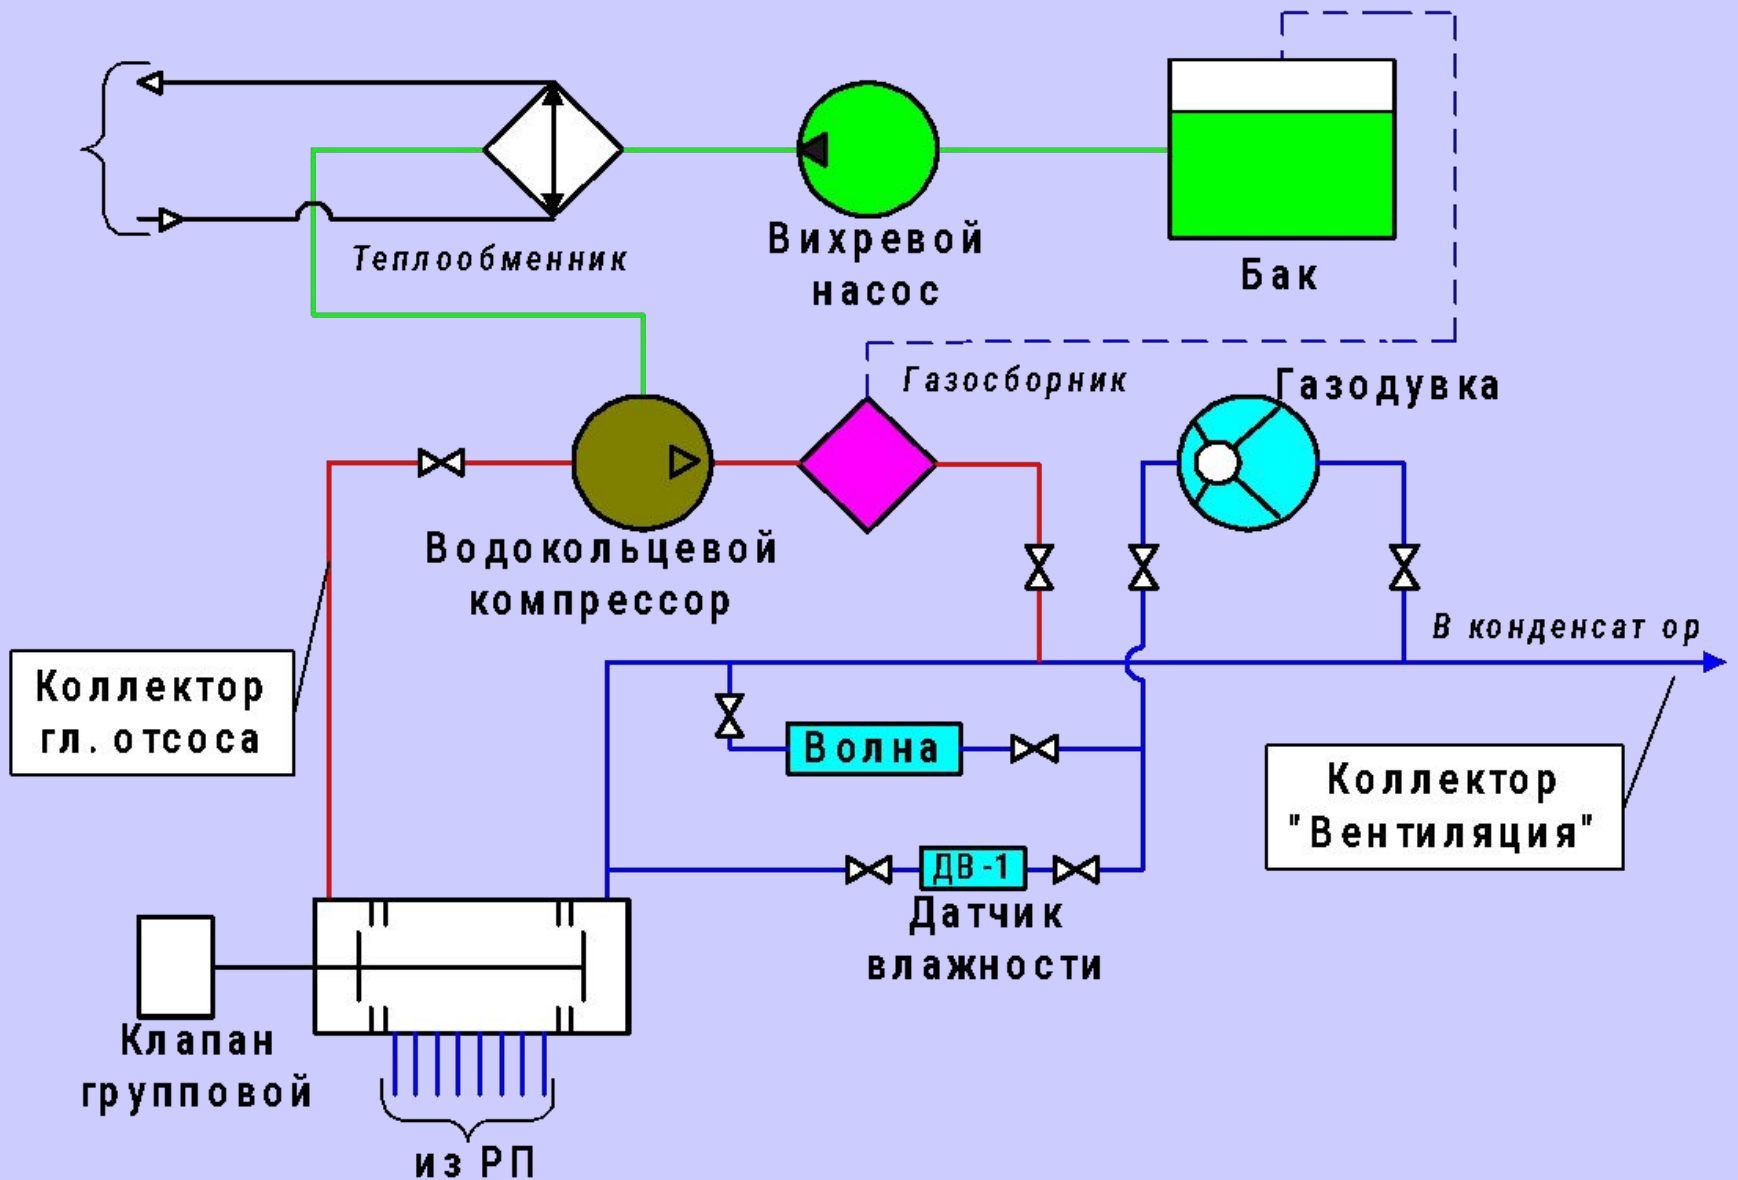 Теплообменник
Вихревой
насос
Бак
Газосборник
Газодувка
Водокольцевой
компрессор
В конденсат ор
Коллектор
гл. отсоса
Волна
Коллектор
"Вентиляция"
ДВ-1
Датчик
влажности
Клапан
групповой
из РП